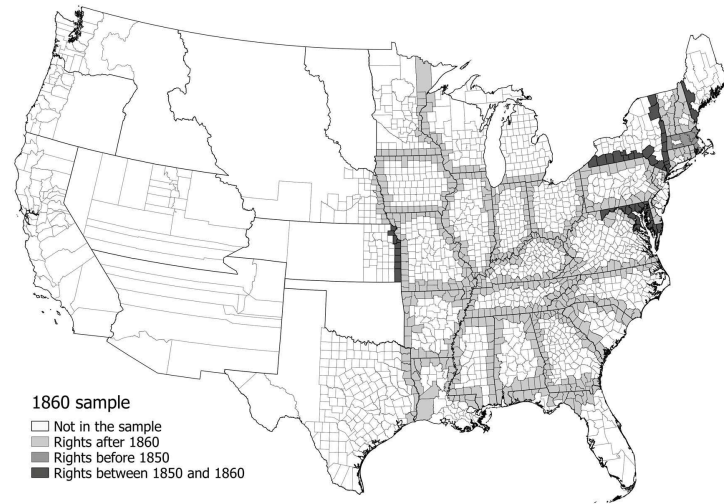 1860 sample
Not in the sample
Rights after 1860
Rights before 1850
Rights between 1850 and 1860